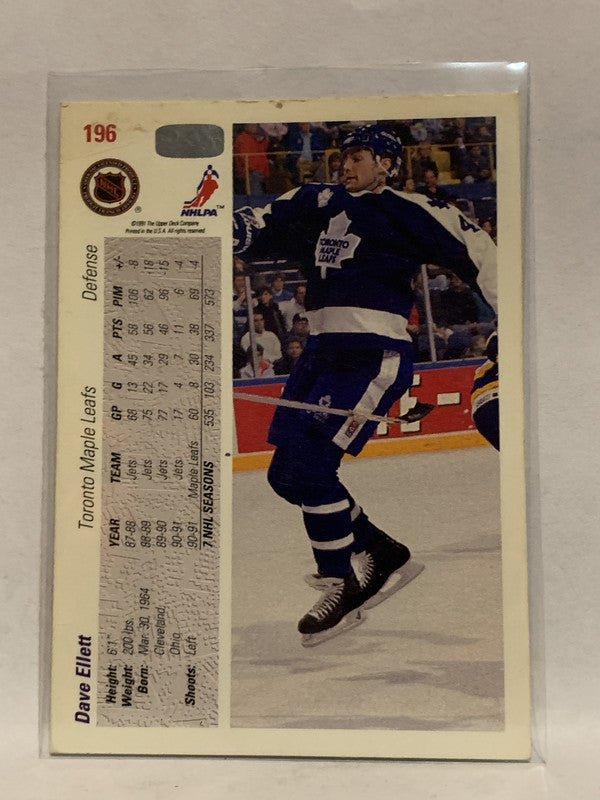 196
NHL
®
NHLPA™
©1991 The Upper Deck Company
Printed in the U.S.A. All rights reserved
Dave Ellett Toronto Maple Leafs Defense
Height: 6'1"
Weight: 200 lbs.
Born: Mar. 30, 1964
Cleveland,
Ohio
Shoots: Left
YEAR TEAM GP G A PTS PIM +/-
87-88 Jets 68 13 45 58 106 -8
88-89 Jets 75 22 34 56 62 -18
89-90 Jets 77 17 29 46 96 -15
90-91 Jets 17 4 7 11 6 -4
90-91 Maple Leafs 60 8 30 38 69 -4
7 NHL SEASONS 535 103 234 337 573
TORONTO
MAPLE
LEAFS